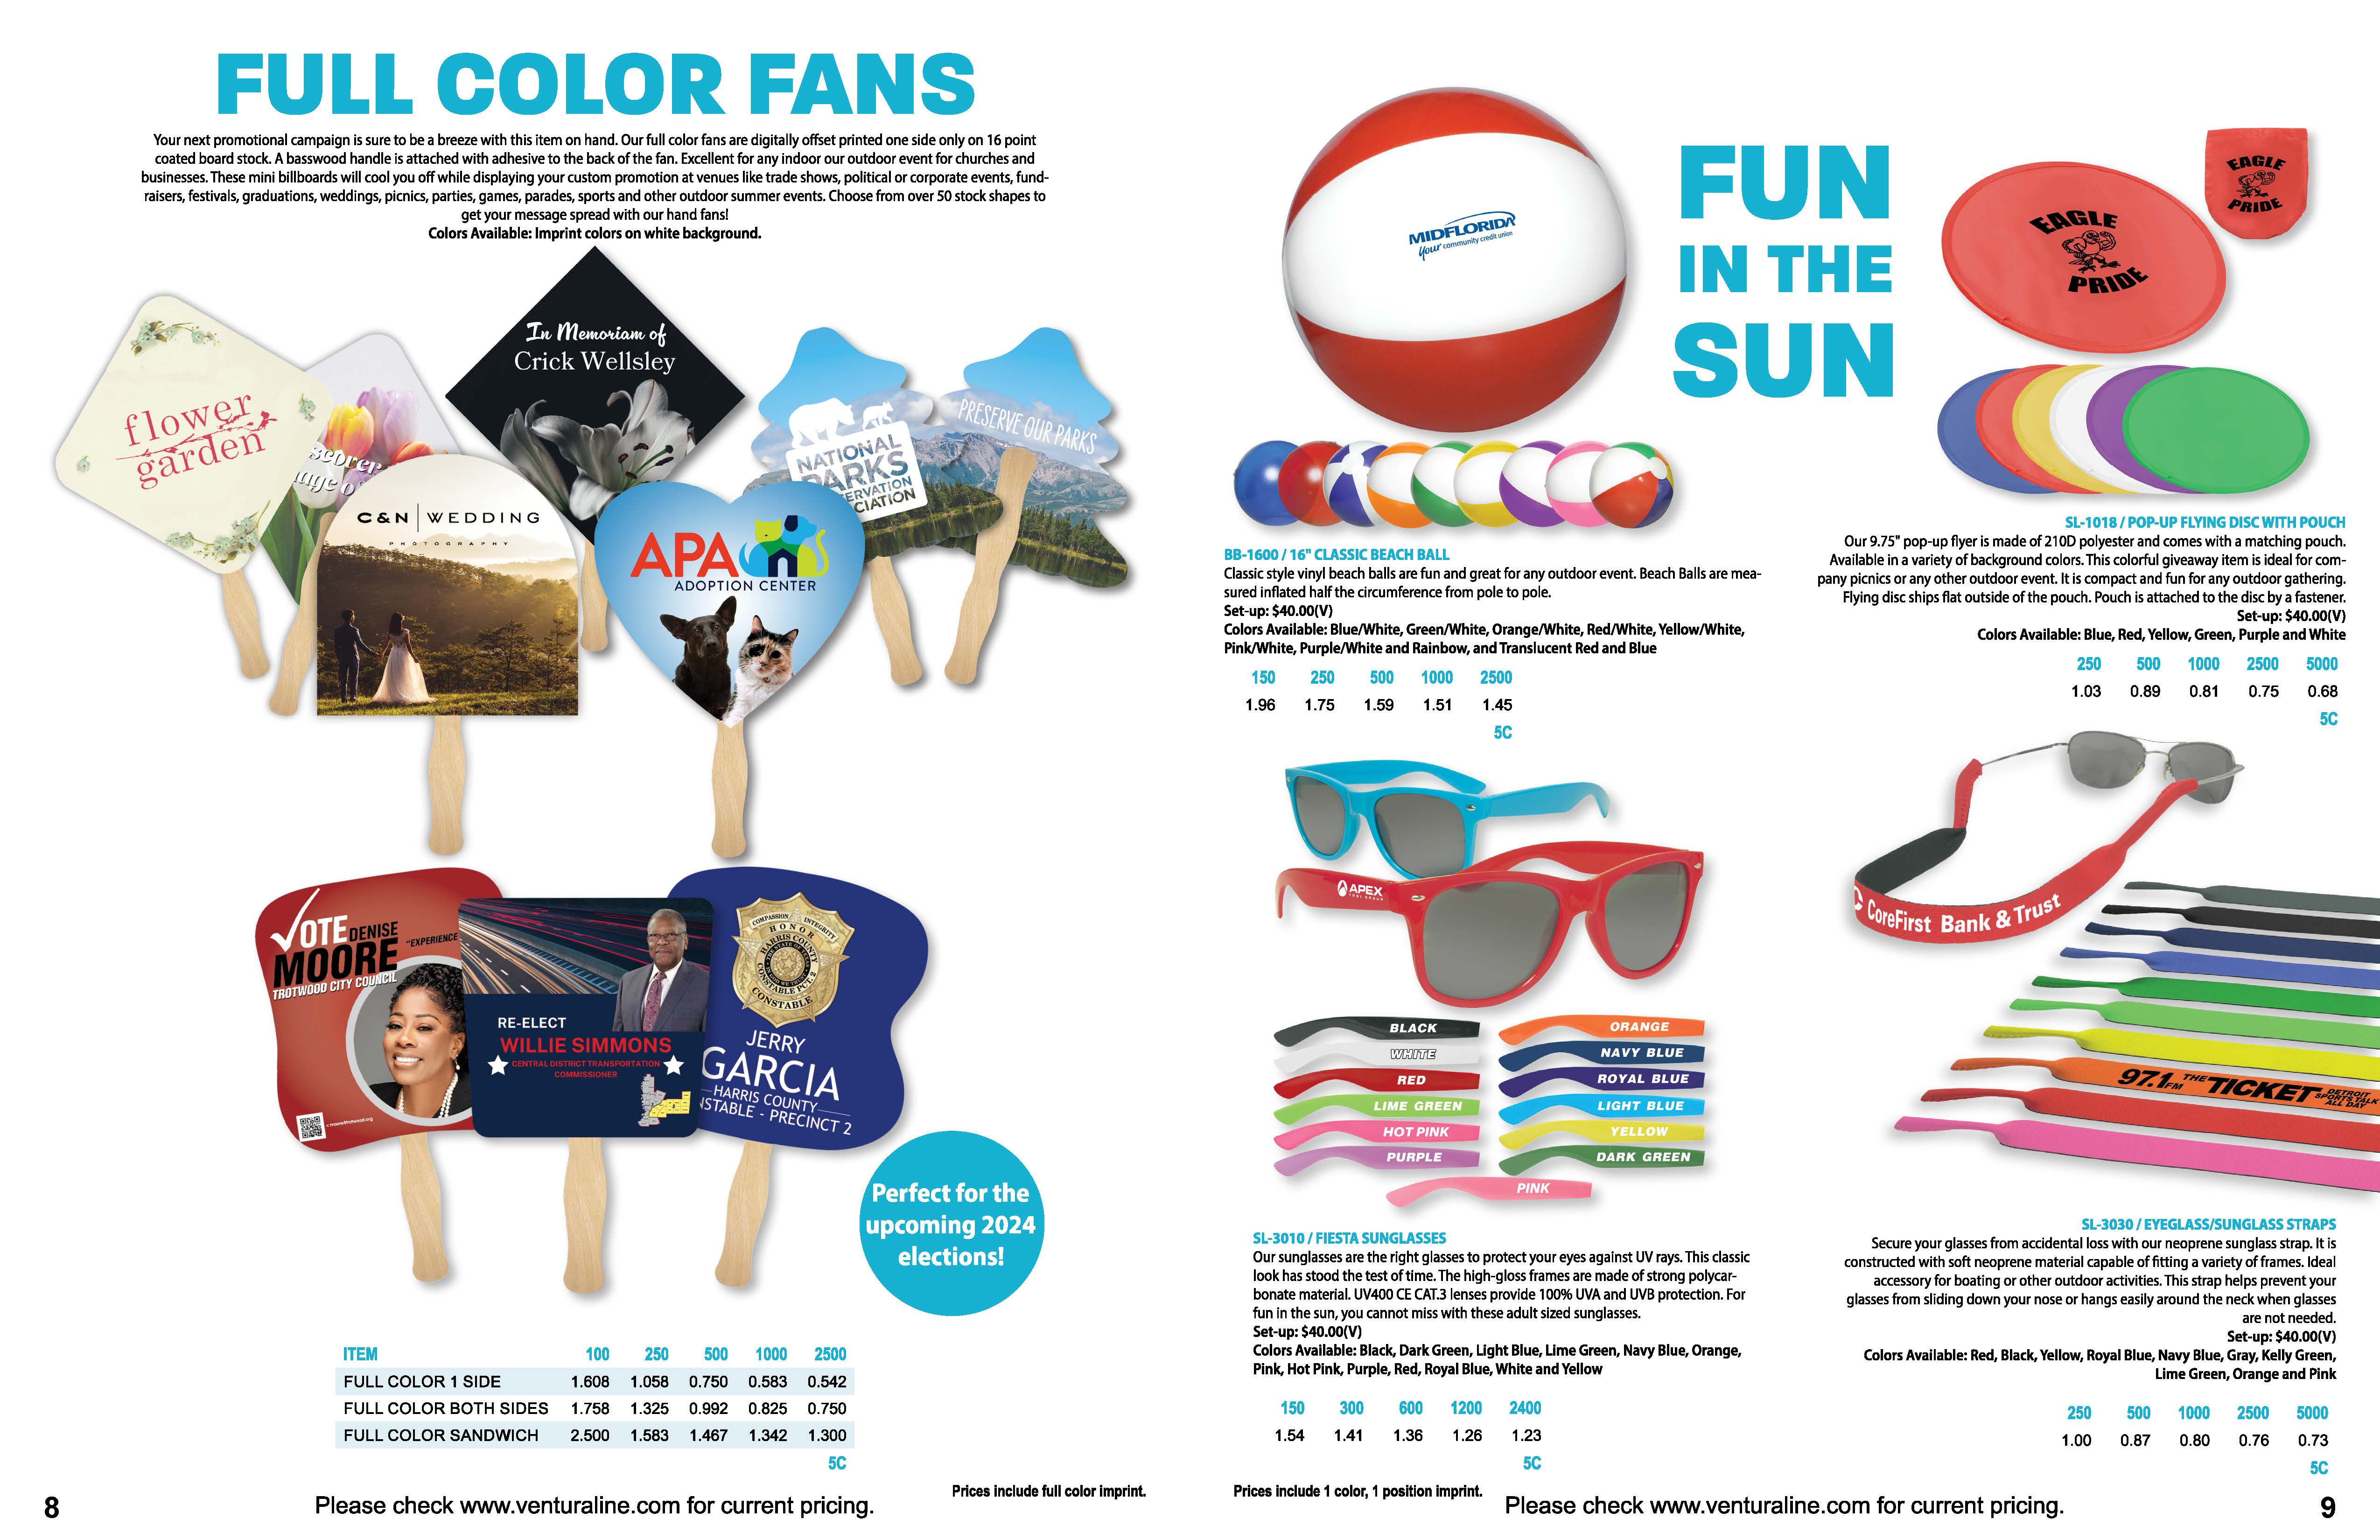 FULL COLOR FANS
Your next promotional campaign is sure to be a breeze with this item on hand. Our full color fans are digitally offset printed one side only on 16 point
coated board stock. A basswood handle is attached with adhesive to the back of the fan. Excellent for any indoor our outdoor event for churches and
businesses. These mini billboards will cool you off while displaying your custom promotion at venues like trade shows, political or corporate events, fund-
raisers, festivals, graduations, weddings, picnics, parties, games, parades, sports and other outdoor summer events. Choose from over 50 stock shapes to
get your message spread with our hand fans!
Colors Available: Imprint colors on white background.
flower
garden
scover
age o
In Memoriam of
Crick Wellsley
NATIONAL
PARKS
ERVATION
CIATION
PRESERVE OUR PARKS
C&N | WEDDING
PHOTOGRAPHY
APA
ADOPTION CENTER
VOTE DENISE
MOORE
TROTWOOD CITY COUNCIL
"EXPERIENCE
RE-ELECT
WILLIE SIMMONS
CENTRAL DISTRICT TRANSPORTATION
COMMISSIONER
COMPASSION INTEGRITY
HONOR
HARRIS COUNTY
CONSTABLE PCT. 2
CONSTABLE
JERRY
GARCIA
HARRIS COUNTY
NSTABLE - PRECINCT 2
Perfect for the
upcoming 2024
elections!
ITEM 100 250 500 1000 2500
FULL COLOR 1 SIDE 1.608 1.058 0.750 0.583 0.542
FULL COLOR BOTH SIDES 1.758 1.325 0.992 0.825 0.750
FULL COLOR SANDWICH 2.500 1.583 1.467 1.342 1.300
5C
Prices include full color imprint.
8
Please check www.venturaline.com for current pricing.
FUN
IN THE
SUN
MIDFLORIDA
Your community credit union
BB-1600 / 16" CLASSIC BEACH BALL
Classic style vinyl beach balls are fun and great for any outdoor event. Beach Balls are mea-
sured inflated half the circumference from pole to pole.
Set-up: $40.00(V)
Colors Available: Blue/White, Green/White, Orange/White, Red/White, Yellow/White,
Pink/White, Purple/White and Rainbow, and Translucent Red and Blue
150 250 500 1000 2500
1.96 1.75 1.59 1.51 1.45
5C
EAGLE
PRIDE
EAGLE
PRIDE
SL-1018 / POP-UP FLYING DISC WITH POUCH
Our 9.75" pop-up flyer is made of 210D polyester and comes with a matching pouch.
Available in a variety of background colors. This colorful giveaway item is ideal for com-
pany picnics or any other outdoor event. It is compact and fun for any outdoor gathering.
Flying disc ships flat outside of the pouch. Pouch is attached to the disc by a fastener.
Set-up: $40.00(V)
Colors Available: Blue, Red, Yellow, Green, Purple and White
250 500 1000 2500 5000
1.03 0.89 0.81 0.75 0.68
5C
APEX
TOOL GROUP
BLACK
WHITE
RED
LIME GREEN
HOT PINK
PURPLE
ORANGE
NAVY BLUE
ROYAL BLUE
LIGHT BLUE
YELLOW
DARK GREEN
PINK
SL-3010 / FIESTA SUNGLASSES
Our sunglasses are the right glasses to protect your eyes against UV rays. This classic
look has stood the test of time. The high-gloss frames are made of strong polycar-
bonate material. UV400 CE CAT.3 lenses provide 100% UVA and UVB protection. For
fun in the sun, you cannot miss with these adult sized sunglasses.
Set-up: $40.00(V)
Colors Available: Black, Dark Green, Light Blue, Lime Green, Navy Blue, Orange,
Pink, Hot Pink, Purple, Red, Royal Blue, White and Yellow
150 300 600 1200 2400
1.54 1.41 1.36 1.26 1.23
5C
CoreFirst Bank & Trust
97.1 FM THE TICKET DETROIT
SPORTS TALK
ALL DAY
SL-3030 / EYEGLASS/SUNGLASS STRAPS
Secure your glasses from accidental loss with our neoprene sunglass strap. It is
constructed with soft neoprene material capable of fitting a variety of frames. Ideal
accessory for boating or other outdoor activities. This strap helps prevent your
glasses from sliding down your nose or hangs easily around the neck when glasses
are not needed.
Set-up: $40.00(V)
Colors Available: Red, Black, Yellow, Royal Blue, Navy Blue, Gray, Kelly Green,
Lime Green, Orange and Pink
250 500 1000 2500 5000
1.00 0.87 0.80 0.76 0.73
5C
Prices include 1 color, 1 position imprint.
Please check www.venturaline.com for current pricing.
9